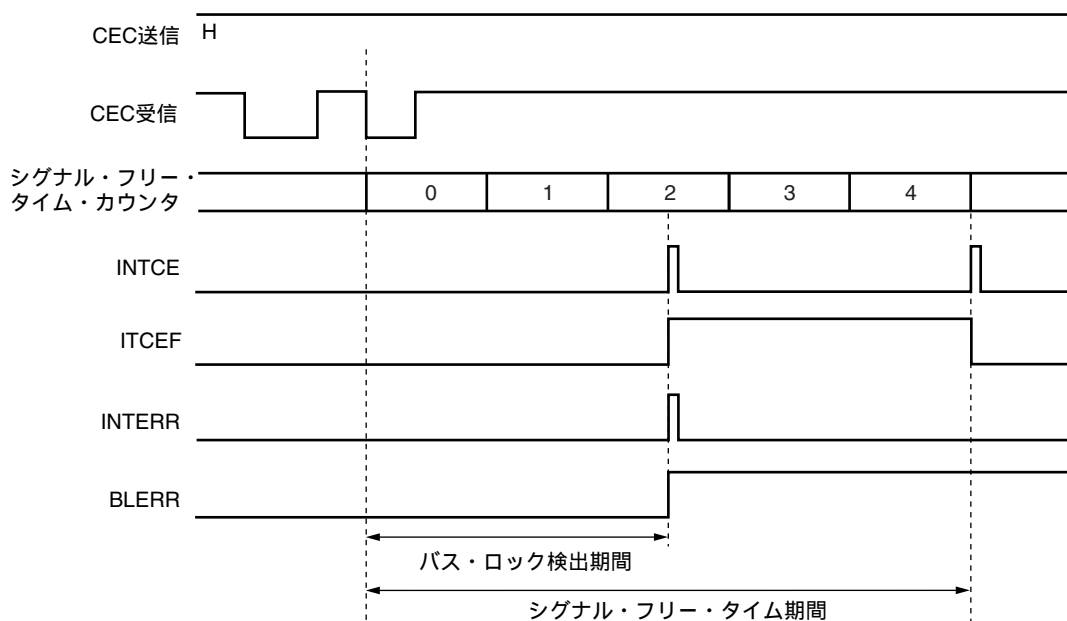 CEC送信 H
CEC受信
シグナル・フリー・
タイム・カウンタ
0 1 2 3 4
INTCE
ITCEF
INTERR
BLERR
バス・ロック検出期間
シグナル・フリー・タイム期間